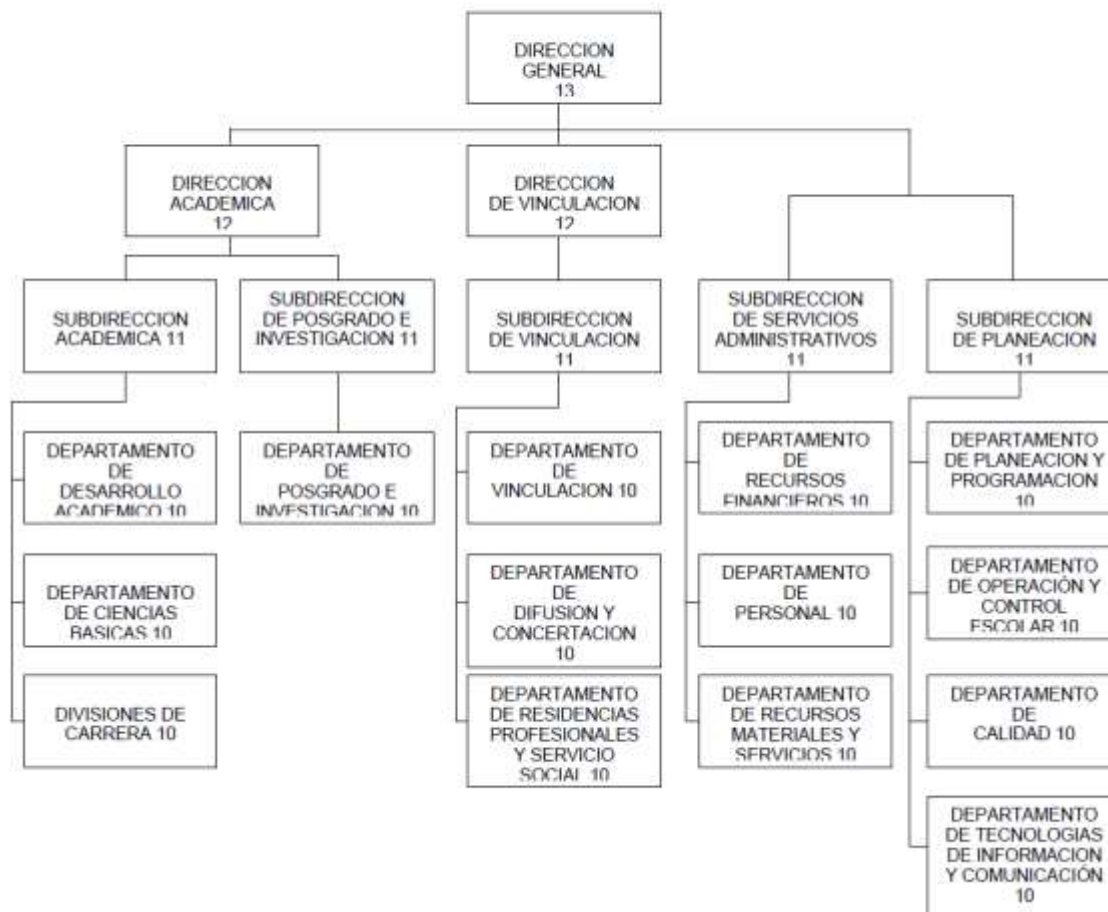 DIRECCION
GENERAL
13
DIRECCION
ACADEMICA
12
DIRECCION
DE VINCULACION
12
SUBDIRECCION
ACADEMICA 11
SUBDIRECCION
DE POSGRADO E
INVESTIGACION 11
SUBDIRECCION
DE VINCULACION
11
SUBDIRECCION
DE SERVICIOS
ADMINISTRATIVOS
11
SUBDIRECCION
DE PLANEACION
11
DEPARTAMENTO
DE
DESARROLLO
ACADEMICO 10
DEPARTAMENTO
DE
POSGRADO E
INVESTIGACION 10
DEPARTAMENTO
DE
VINCULACION 10
DEPARTAMENTO
DE
RECURSOS
FINANCIEROS 10
DEPARTAMENTO
DE PLANEACION Y
PROGRAMACION
10
DEPARTAMENTO
DE CIENCIAS
BASICAS 10
DEPARTAMENTO
DE
DIFUSION Y
CONCERTACION
10
DEPARTAMENTO
DE
PERSONAL 10
DEPARTAMENTO
DE OPERACIÓN Y
CONTROL
ESCOLAR 10
DIVISIONES DE
CARRERA 10
DEPARTAMENTO
DE RESIDENCIAS
PROFESIONALES
Y SERVICIO
SOCIAL 10
DEPARTAMENTO
DE RECURSOS
MATERIALES Y
SERVICIOS 10
DEPARTAMENTO
DE
CALIDAD 10
DEPARTAMENTO
DE TECNOLOGIAS
DE INFORMACION
Y COMUNICACIÓN
10